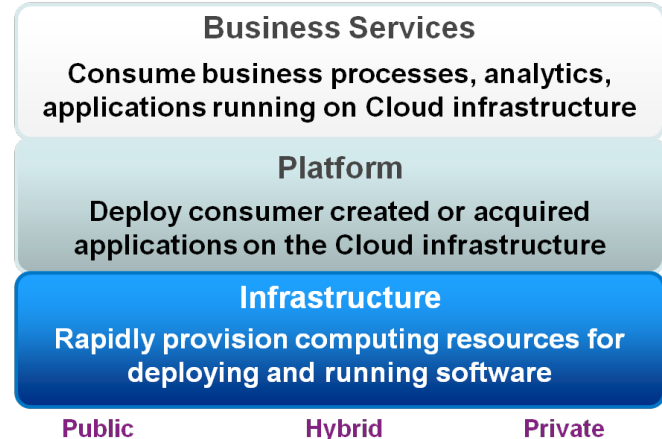 Business Services
Consume business processes, analytics,
applications running on Cloud infrastructure
Platform
Deploy consumer created or acquired
applications on the Cloud infrastructure
Infrastructure
Rapidly provision computing resources for
deploying and running software
Public Hybrid Private